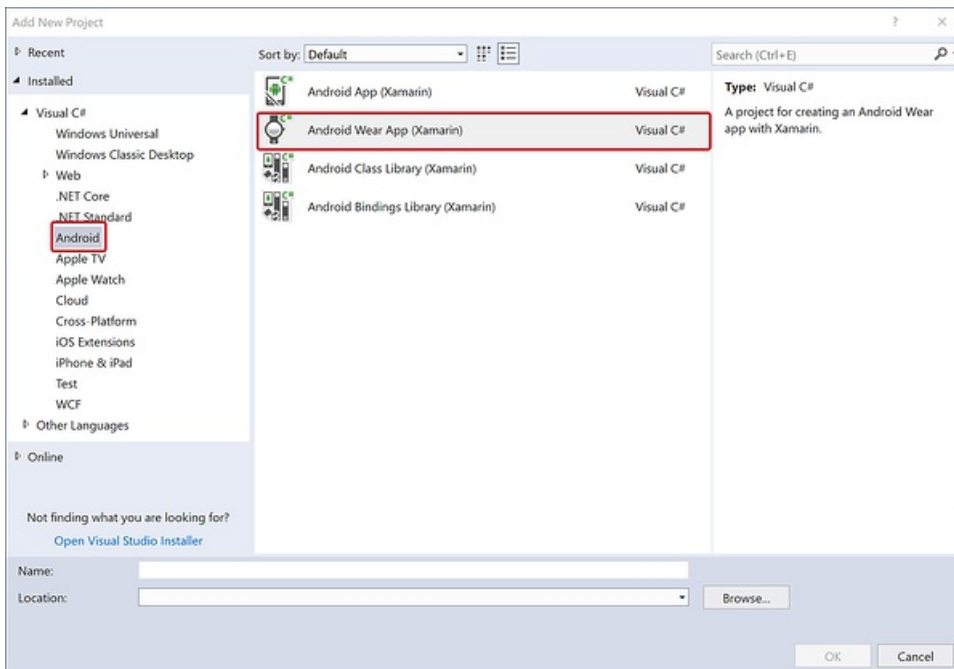 Add New Project
Recent
Installed
Visual C#
Windows Universal
Windows Classic Desktop
Web
.NET Core
.NET Standard
Android
Apple TV
Apple Watch
Cloud
Cross-Platform
iOS Extensions
iPhone & iPad
Test
WCF
Other Languages
Online
Not finding what you are looking for?
Open Visual Studio Installer
Sort by: Default
Android App (Xamarin) Visual C#
Android Wear App (Xamarin) Visual C#
Android Class Library (Xamarin) Visual C#
Android Bindings Library (Xamarin) Visual C#
Search (Ctrl+E)
Type: Visual C#
A project for creating an Android Wear
app with Xamarin.
Name:
Location:
Browse...
OK Cancel